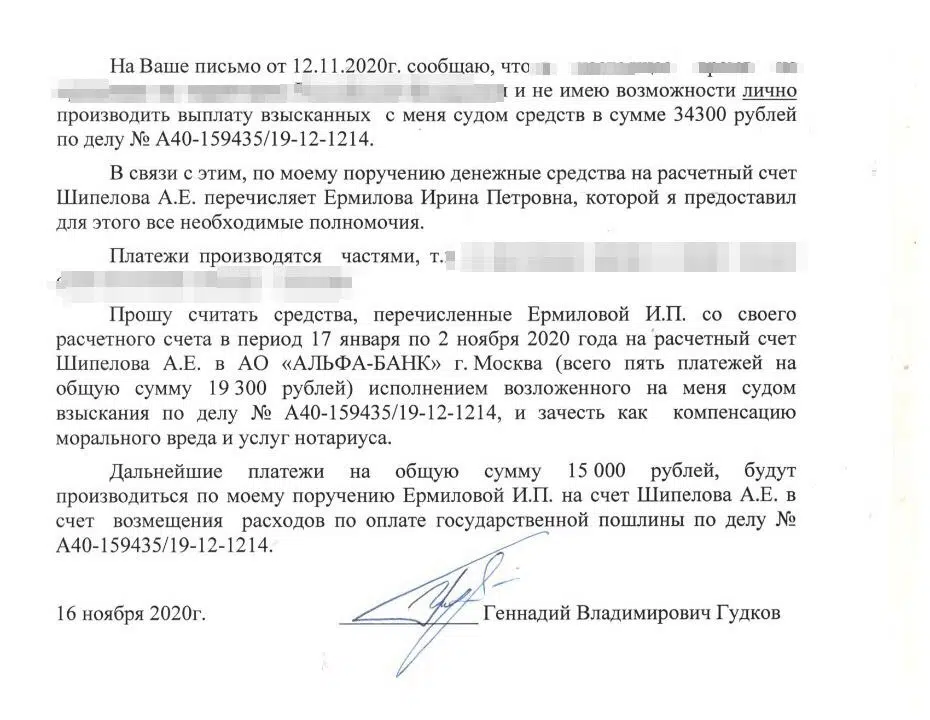 На Ваше письмо от 12.11.2020г. сообщаю, что
и не имею возможности лично
производить выплату взысканных с меня судом средств в сумме 34300 рублей
по делу № А40-159435/19-12-1214.
В связи с этим, по моему поручению денежные средства на расчетный счет
Шипелова А.Е. перечисляет Ермилова Ирина Петровна, которой я предоставил
для этого все необходимые полномочия.
Платежи производятся частями, т.
Прошу считать средства, перечисленные Ермиловой И.П. со своего
расчетного счета в период 17 января по 2 ноября 2020 года на расчетный счет
Шипелова А.Е. в АО «АЛЬФА-БАНК» г. Москва (всего пять платежей на
общую сумму 19 300 рублей) исполнением возложенного на меня судом
взыскания по делу № А40-159435/19-12-1214, и зачесть как компенсацию
морального вреда и услуг нотариуса.
Дальнейшие платежи на общую сумму 15 000 рублей, будут
производиться по моему поручению Ермиловой И.П. на счет Шипелова А.Е. в
счет возмещения расходов по оплате государственной пошлины по делу №
А40-159435/19-12-1214.
16 ноября 2020г. Геннадий Владимирович Гудков